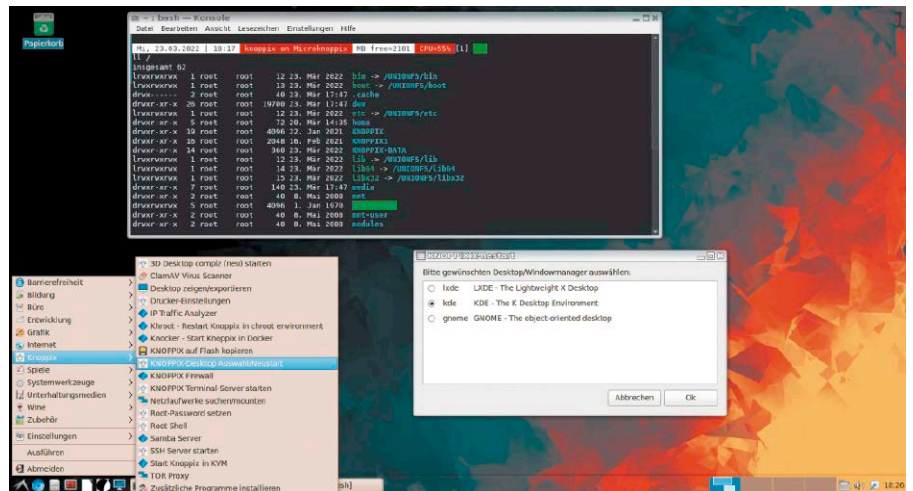 Papierkorb
~ : bash — Konsole
Datei Bearbeiten Ansicht Lesezeichen Einstellungen Hilfe
Mi, 23.03.2022 | 18:17 knoppix on Microknoppix MB free=2101 CPU=55% [1]
ll /
insgesamt 62
lrwxrwxrwx 1 root root 12 23. Mär 2022 bin -> /UNIONFS/bin
lrwxrwxrwx 1 root root 13 23. Mär 2022 boot -> /UNIONFS/boot
drwx------ 2 root root 40 23. Mär 17:47 .cache
drwxr-xr-x 26 root root 19700 23. Mär 17:47 dev
lrwxrwxrwx 1 root root 12 23. Mär 2022 etc -> /UNIONFS/etc
drwxr-xr-x 5 root root 72 20. Mär 14:35 home
drwxr-xr-x 19 root root 4096 22. Jan 2021 KNOPPIX
drwxr-xr-x 16 root root 2048 16. Feb 2021 KNOPPIX1
drwxr-xr-x 14 root root 360 23. Mär 2022 KNOPPIX-DATA
lrwxrwxrwx 1 root root 12 23. Mär 2022 lib -> /UNIONFS/lib
lrwxrwxrwx 1 root root 14 23. Mär 2022 lib64 -> /UNIONFS/lib64
lrwxrwxrwx 1 root root 15 23. Mär 2022 libx32 -> /UNIONFS/libx32
drwxr-xr-x 7 root root 140 23. Mär 17:47 media
drwxr-xr-x 2 root root 40 8. Mai 2008 mnt
drwxrwxrwx 5 root root 4096 1. Jan 1970
drwxr-xr-x 2 root root 40 8. Mai 2008 mnt-user
drwxr-xr-x 2 root root 40 8. Mai 2008 modules
Barrierefreiheit
Bildung
Büro
Entwicklung
Grafik
Internet
Knoppix
Spiele
Systemwerkzeuge
Unterhaltungsmedien
Wine
Zubehör
Einstellungen
Ausführen
Abmelden
3D Desktop compiz (neu) starten
ClamAV Virus Scanner
Desktop zeigen/exportieren
Drucker-Einstellungen
IP Traffic Analyzer
Khroot - Restart Knoppix in chroot environment
Knocker - Start Knoppix in Docker
KNOPPIX auf Flash kopieren
KNOPPIX-Desktop Auswahl/Neustart
KNOPPIX Firewall
KNOPPIX Terminal-Server starten
Netzlaufwerke suchen/mounten
Root-Password setzen
Root Shell
Samba Server
SSH Server starten
Start Knoppix in KVM
TOR Proxy
Zusätzliche Programme installieren
KNOPPIX X-Restart
Bitte gewünschten Desktop/Windowmanager auswählen:
lxde LXDE - The Lightweight X Desktop
kde KDE - The K Desktop Environment
gnome GNOME - The object-oriented desktop
Abbrechen Ok
18:20